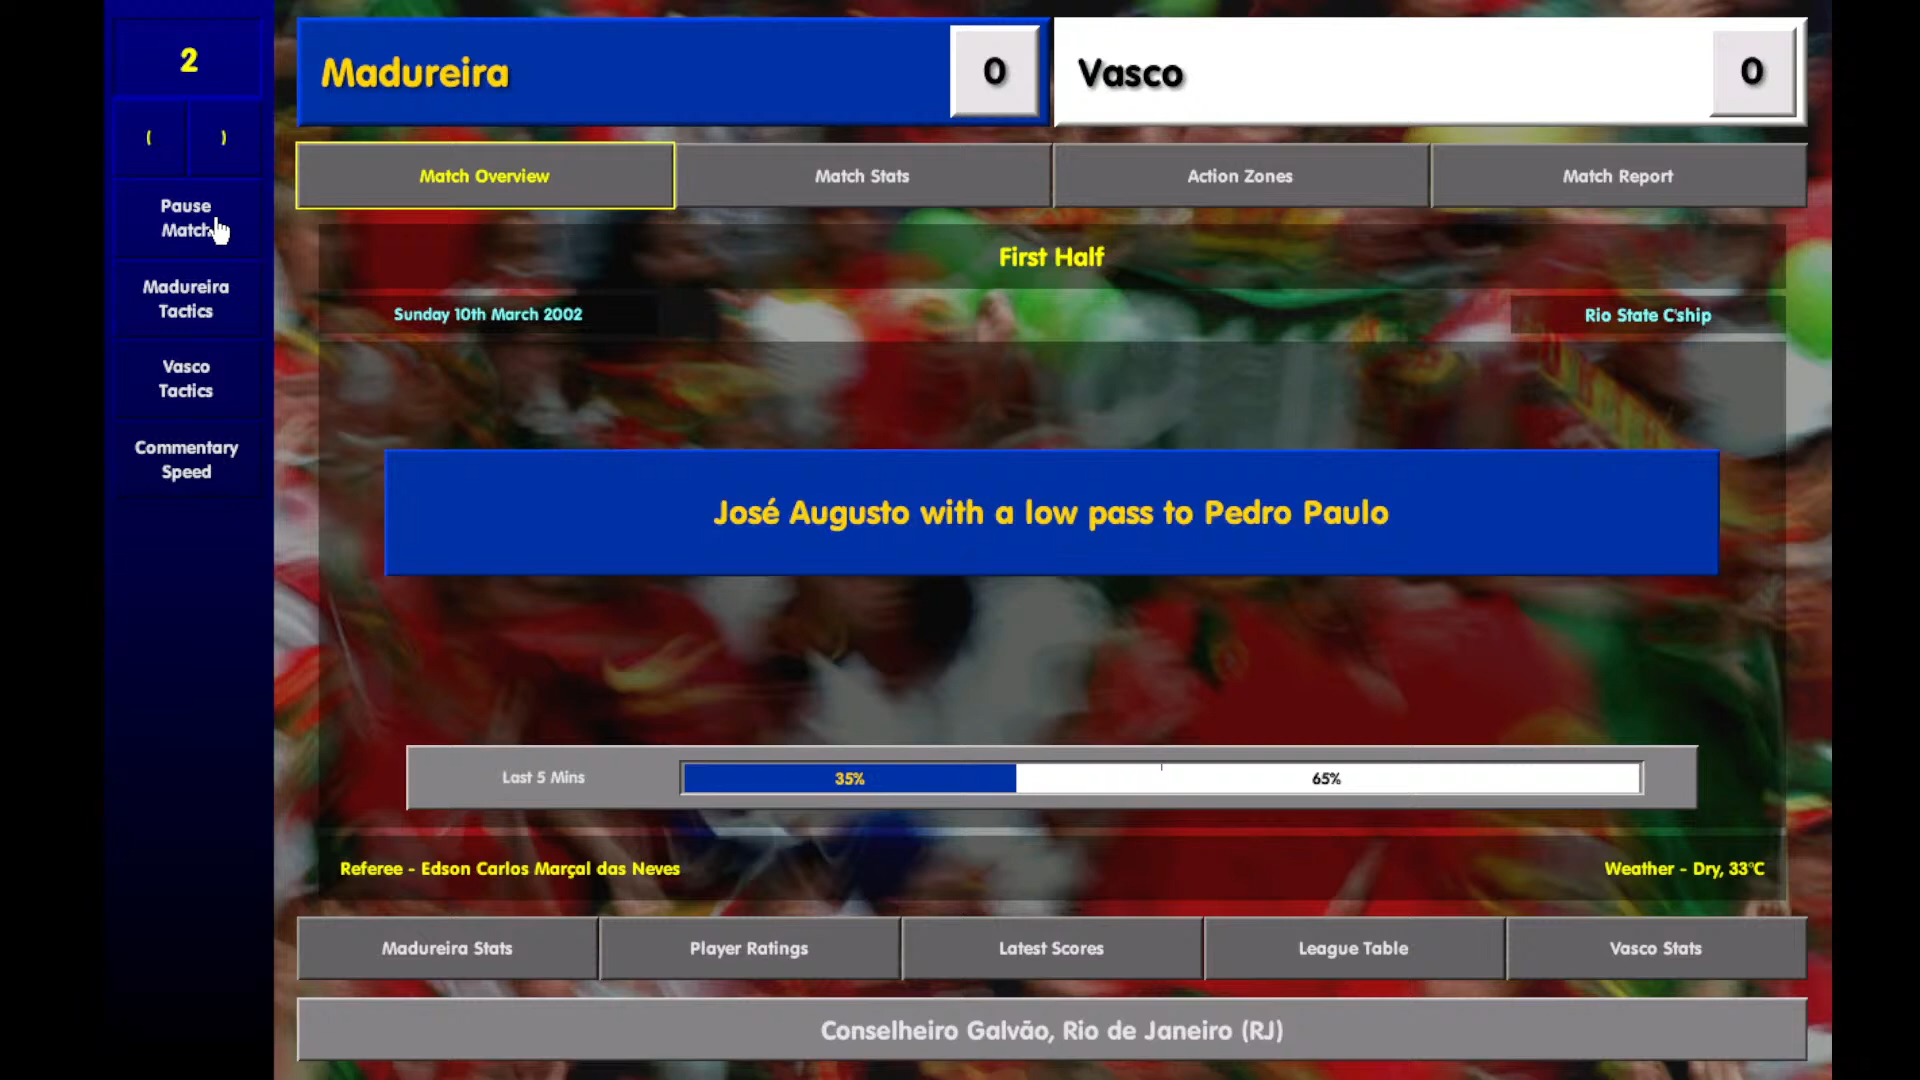 2
Madureira 0 Vasco 0
( )
Match Overview Match Stats Action Zones Match Report
Pause
Match
First Half
Madureira
Tactics
Sunday 10th March 2002 Rio State C'ship
Vasco
Tactics
Commentary
Speed
José Augusto with a low pass to Pedro Paulo
Last 5 Mins 35% 65%
Referee - Edson Carlos Marçal das Neves Weather - Dry, 33°C
Madureira Stats Player Ratings Latest Scores League Table Vasco Stats
Conselheiro Galvão, Rio de Janeiro (RJ)